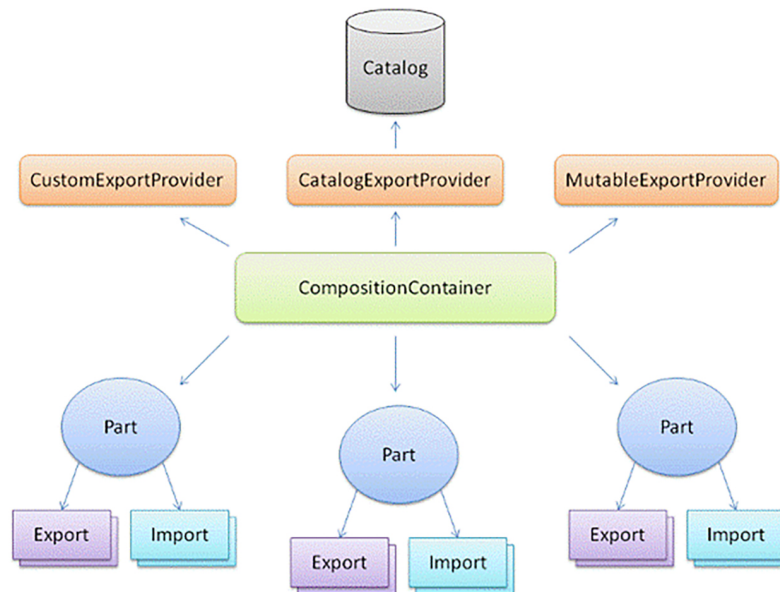 Catalog
CustomExportProvider
CatalogExportProvider
MutableExportProvider
CompositionContainer
Part
Part
Part
Export
Import
Export
Import
Export
Import